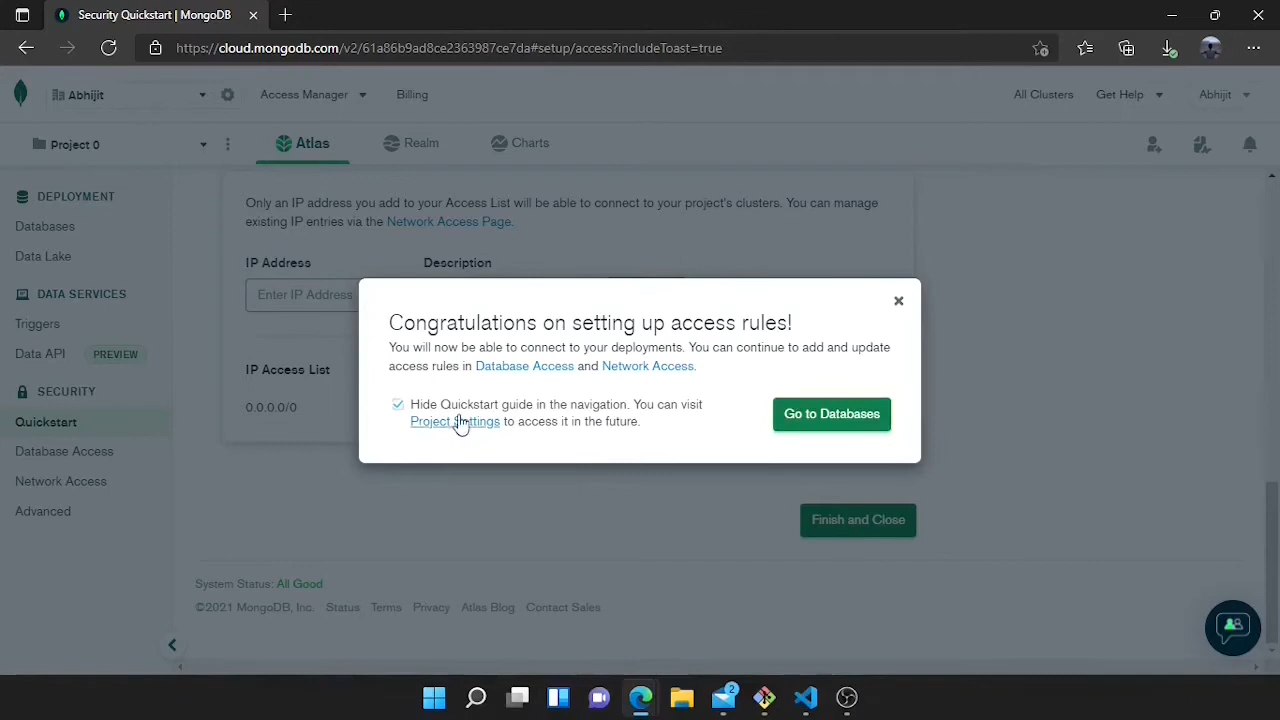 Security Quickstart | MongoDB
https://cloud.mongodb.com/v2/61a86b9ad8ce2363987ce7da#setup/access?includeToast=true
Abhijit
Access Manager
Billing
All Clusters
Get Help
Abhijit
Project 0
Atlas
Realm
Charts
DEPLOYMENT
Databases
Data Lake
DATA SERVICES
Triggers
Data API PREVIEW
SECURITY
Quickstart
Database Access
Network Access
Advanced
Only an IP address you add to your Access List will be able to connect to your project's clusters. You can manage
existing IP entries via the Network Access Page.
IP Address
Description
Enter IP Address
IP Access List
0.0.0.0/0
Congratulations on setting up access rules!
You will now be able to connect to your deployments. You can continue to add and update
access rules in Database Access and Network Access.
Hide Quickstart guide in the navigation. You can visit
Project Settings to access it in the future.
Go to Databases
Finish and Close
System Status: All Good
©2021 MongoDB, Inc. Status Terms Privacy Atlas Blog Contact Sales
2